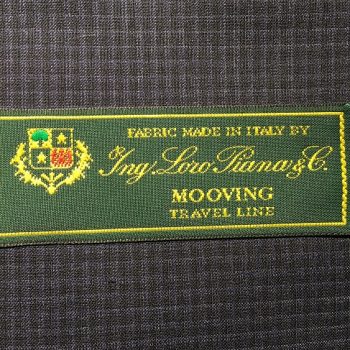 FABRIC MADE IN ITALY BY
Ing. Loro Piana & C.
MOOVING
TRAVEL LINE